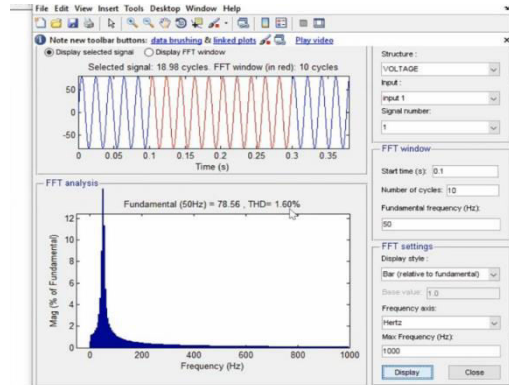 File Edit View Insert Tools Desktop Window Help
Note new toolbar buttons: data brushing & linked plots Play video
Display selected signal Display FFT window
Selected signal: 18.98 cycles. FFT window (in red): 10 cycles
50
0
-50
0 0.05 0.1 0.15 0.2 0.25 0.3 0.35
Time (s)
FFT analysis
Fundamental (50Hz) = 78.56 , THD= 1.60%
12
10
8
6
4
2
0
Mag (% of Fundamental)
0 200 400 600 800 1000
Frequency (Hz)
Structure :
VOLTAGE
Input :
input 1
Signal number:
1
FFT window
Start time (s): 0.1
Number of cycles: 10
Fundamental frequency (Hz):
50
FFT settings
Display style :
Bar (relative to fundamental)
Base value: 1.0
Frequency axis:
Hertz
Max Frequency (Hz):
1000
Display Close